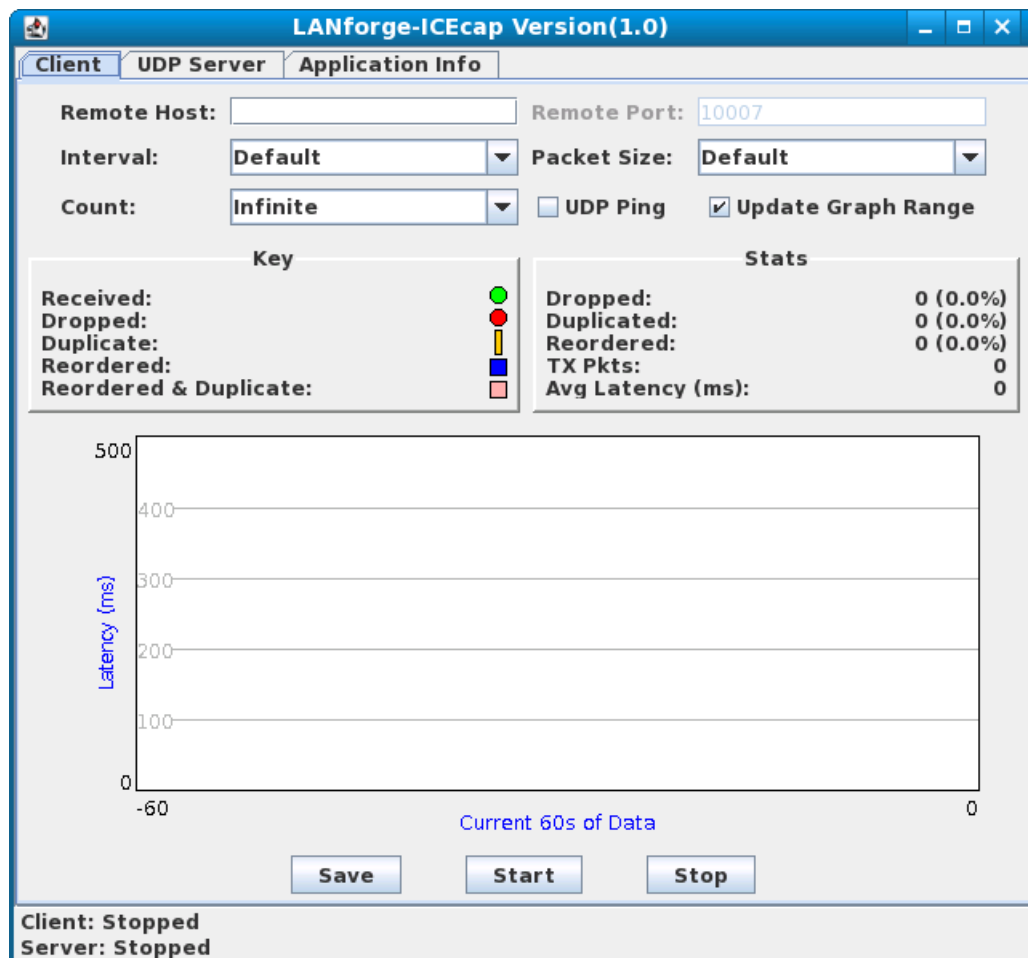 LANforge-ICEcap Version(1.0)
Client UDP Server Application Info
Remote Host: Remote Port: 10007
Interval: Default Packet Size: Default
Count: Infinite UDP Ping Update Graph Range
Key
Received:
Dropped:
Duplicate:
Reordered:
Reordered & Duplicate:
Stats
Dropped: 0 (0.0%)
Duplicated: 0 (0.0%)
Reordered: 0 (0.0%)
TX Pkts: 0
Avg Latency (ms): 0
500
400
300
200
100
0
Latency (ms)
-60 0
Current 60s of Data
Save Start Stop
Client: Stopped
Server: Stopped